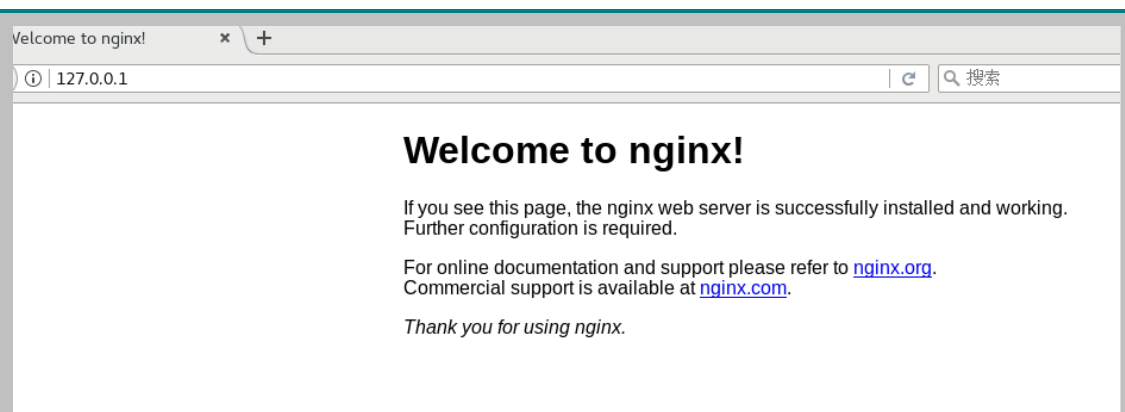 Welcome to nginx!
127.0.0.1
搜索
Welcome to nginx!
If you see this page, the nginx web server is successfully installed and working.
Further configuration is required.
For online documentation and support please refer to nginx.org.
Commercial support is available at nginx.com.
Thank you for using nginx.